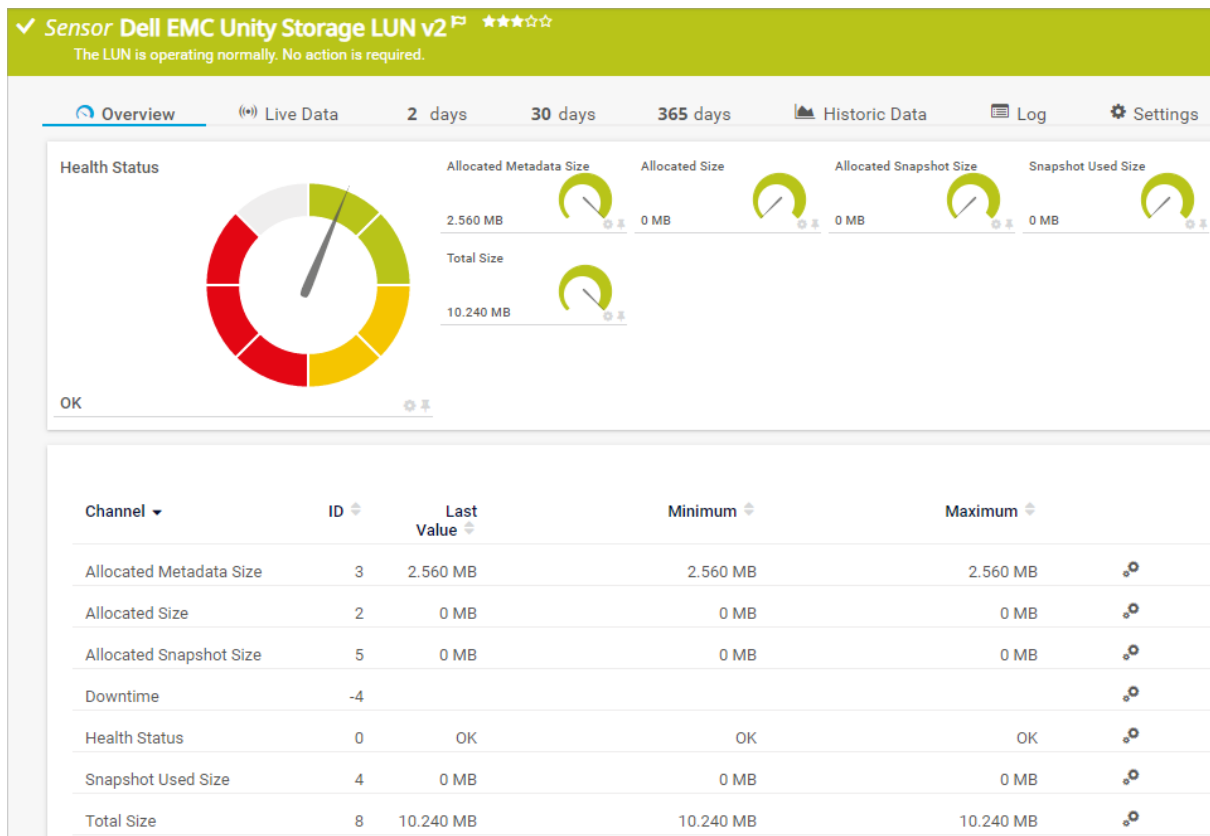 Sensor Dell EMC Unity Storage LUN v2
The LUN is operating normally. No action is required.
Overview Live Data 2 days 30 days 365 days Historic Data Log Settings
Health Status
OK
Allocated Metadata Size
2.560 MB
Allocated Size
0 MB
Allocated Snapshot Size
0 MB
Snapshot Used Size
0 MB
Total Size
10.240 MB
Channel ID Last Value Minimum Maximum
Allocated Metadata Size 3 2.560 MB 2.560 MB 2.560 MB
Allocated Size 2 0 MB 0 MB 0 MB
Allocated Snapshot Size 5 0 MB 0 MB 0 MB
Downtime -4
Health Status 0 OK OK OK
Snapshot Used Size 4 0 MB 0 MB 0 MB
Total Size 8 10.240 MB 10.240 MB 10.240 MB